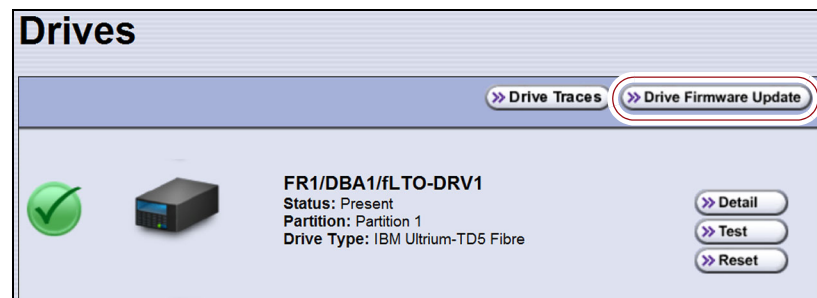 Drives
» Drive Traces
» Drive Firmware Update
FR1/DBA1/fLTO-DRV1
Status: Present
Partition: Partition 1
Drive Type: IBM Ultrium-TD5 Fibre
» Detail
» Test
» Reset